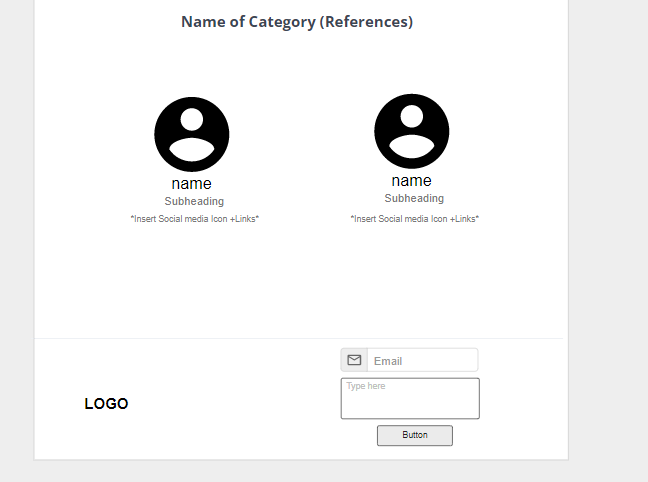 Name of Category (References)
name
Subheading
*Insert Social media Icon +Links*
name
Subheading
*Insert Social media Icon +Links*
Email
Type here
LOGO
Button